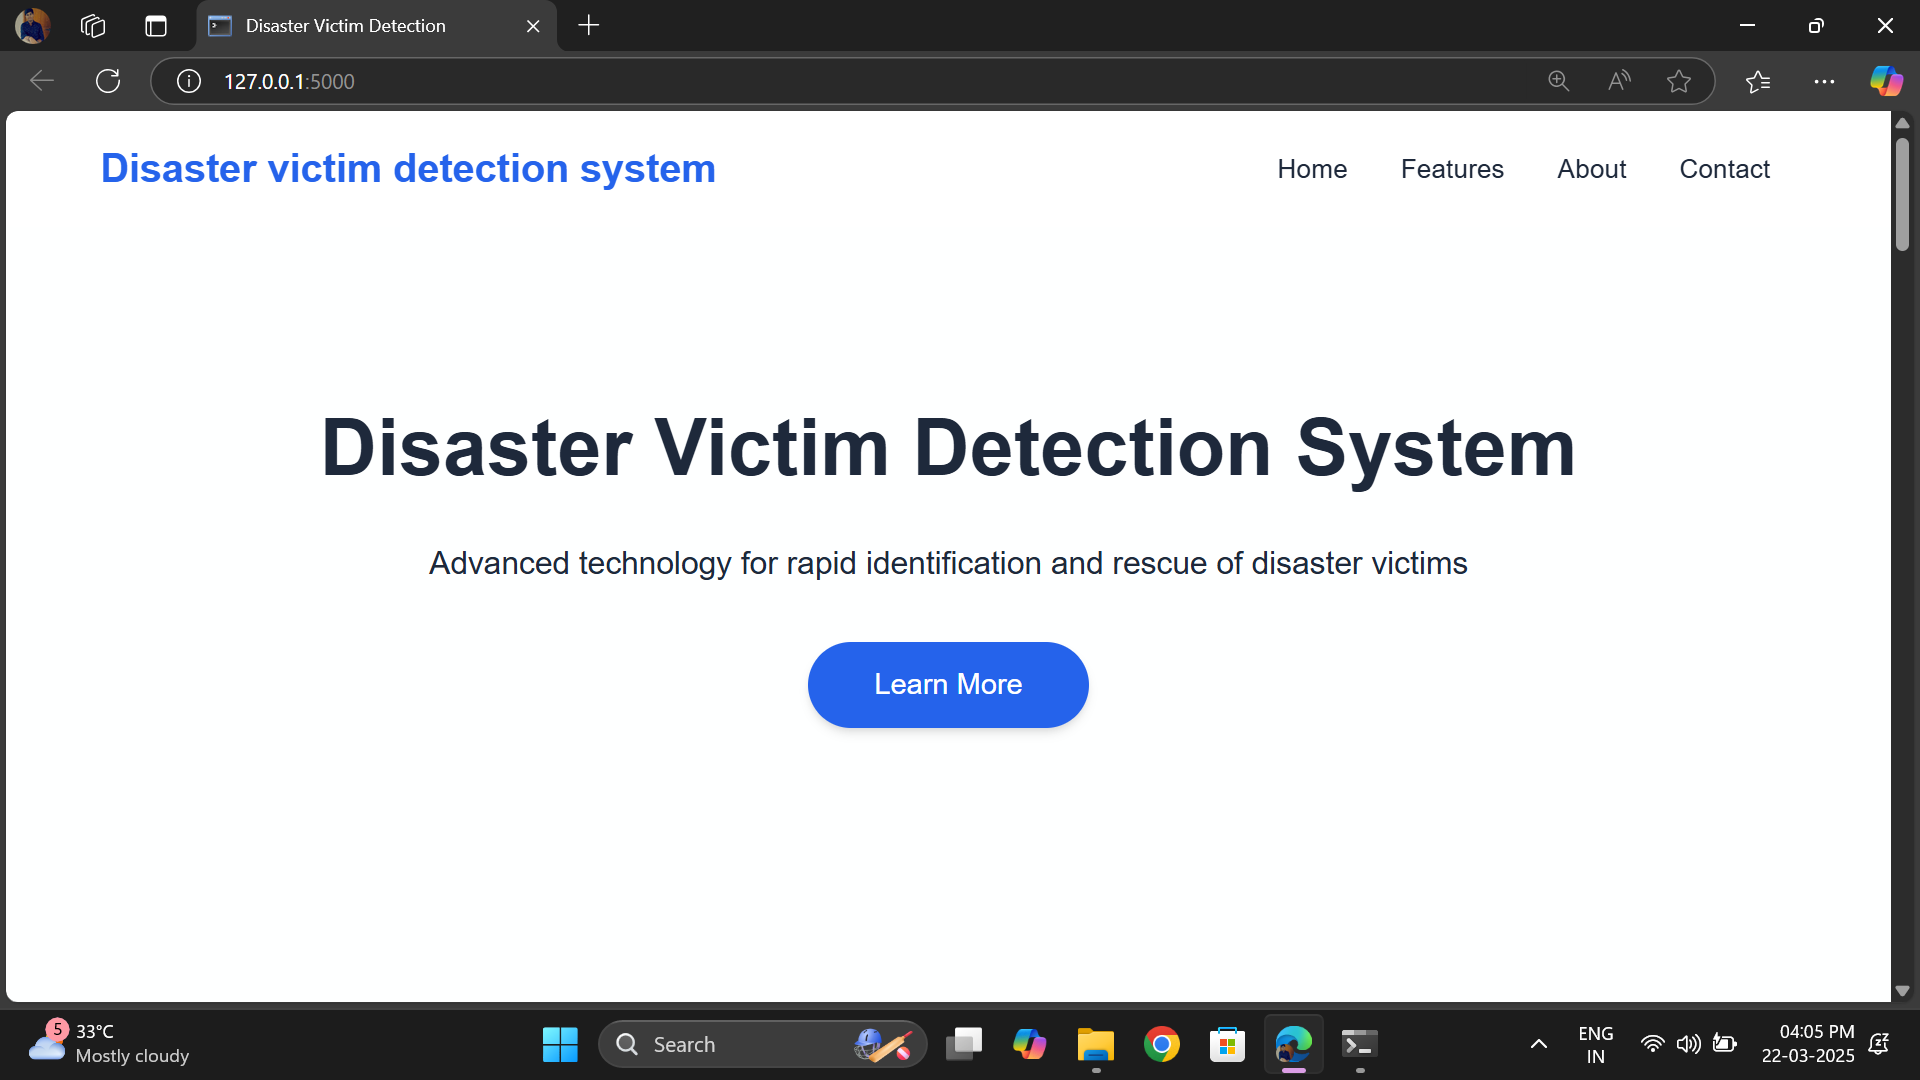 Disaster Victim Detection
127.0.0.1:5000
Disaster victim detection system
Home
Features
About
Contact
Disaster Victim Detection System
Advanced technology for rapid identification and rescue of disaster victims
Learn More
5
33°C
Mostly cloudy
Search
ENG
IN
04:05 PM
22-03-2025